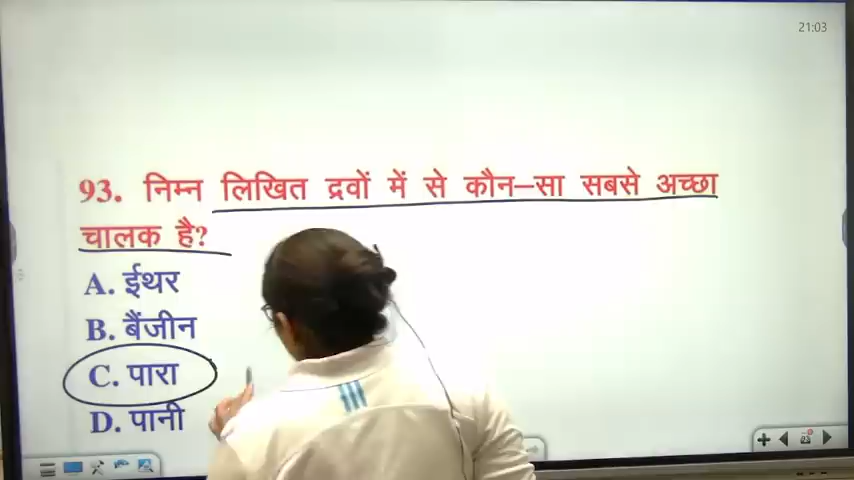 21:03
93. निम्न लिखित द्रवों में से कौन–सा सबसे अच्छा
चालक है?
A. ईथर
B. बैंजीन
C. पारा
D. पानी